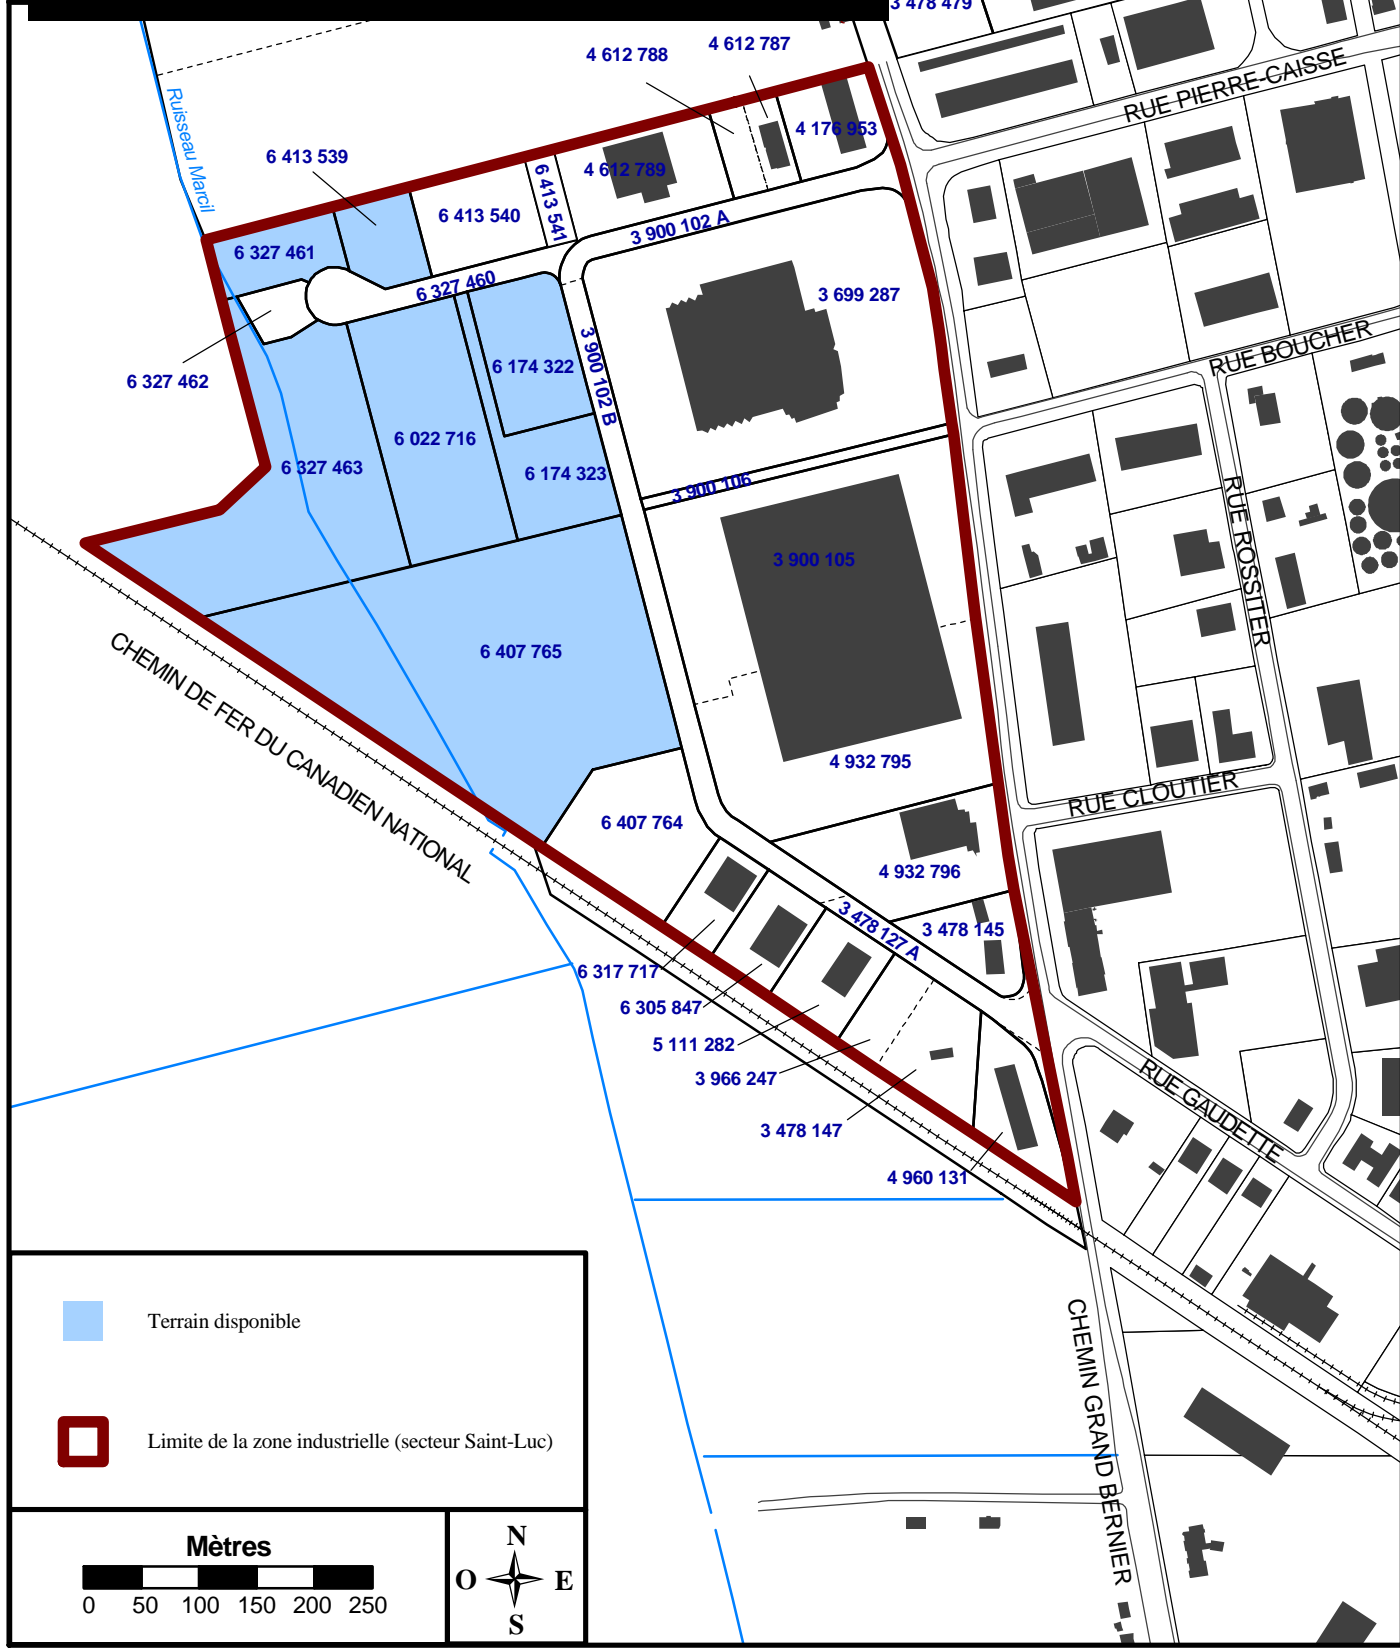 3 478 479
4 612 788
4 612 787
RUE PIERRE-CAISSE
Ruisseau Marcil
6 413 539
4 176 953
4 612 789
6 413 541
6 413 540
3 900 102 A
6 327 461
6 327 460
3 699 287
RUE BOUCHER
6 327 462
6 174 322
3 900 102 B
6 022 716
6 327 463
6 174 323
3 900 106
RUE ROSSITER
3 900 105
6 407 765
CHEMIN DE FER DU CANADIEN NATIONAL
4 932 795
RUE CLOUTIER
6 407 764
4 932 796
3 478 127 A
3 478 145
6 317 717
6 305 847
5 111 282
3 966 247
RUE GAUDETTE
3 478 147
4 960 131
CHEMIN GRAND BERNIER
Terrain disponible
Limite de la zone industrielle (secteur Saint-Luc)
Mètres
0 50 100 150 200 250
N
O E
S